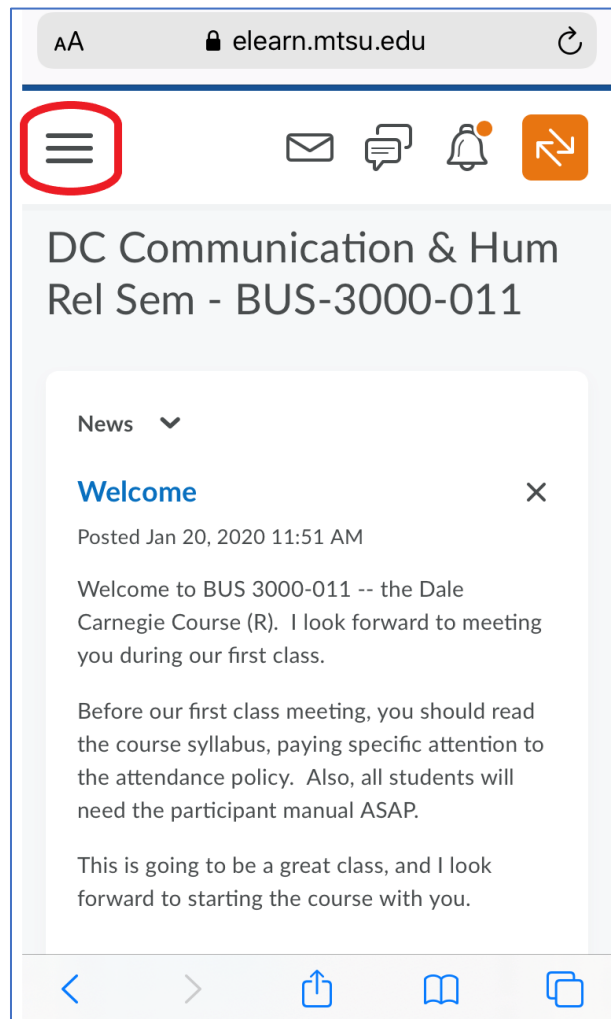 AA elearn.mtsu.edu
DC Communication & Hum
Rel Sem - BUS-3000-011
News
Welcome
Posted Jan 20, 2020 11:51 AM
Welcome to BUS 3000-011 -- the Dale
Carnegie Course (R).  I look forward to meeting
you during our first class.
Before our first class meeting, you should read
the course syllabus, paying specific attention to
the attendance policy.  Also, all students will
need the participant manual ASAP.
This is going to be a great class, and I look
forward to starting the course with you.